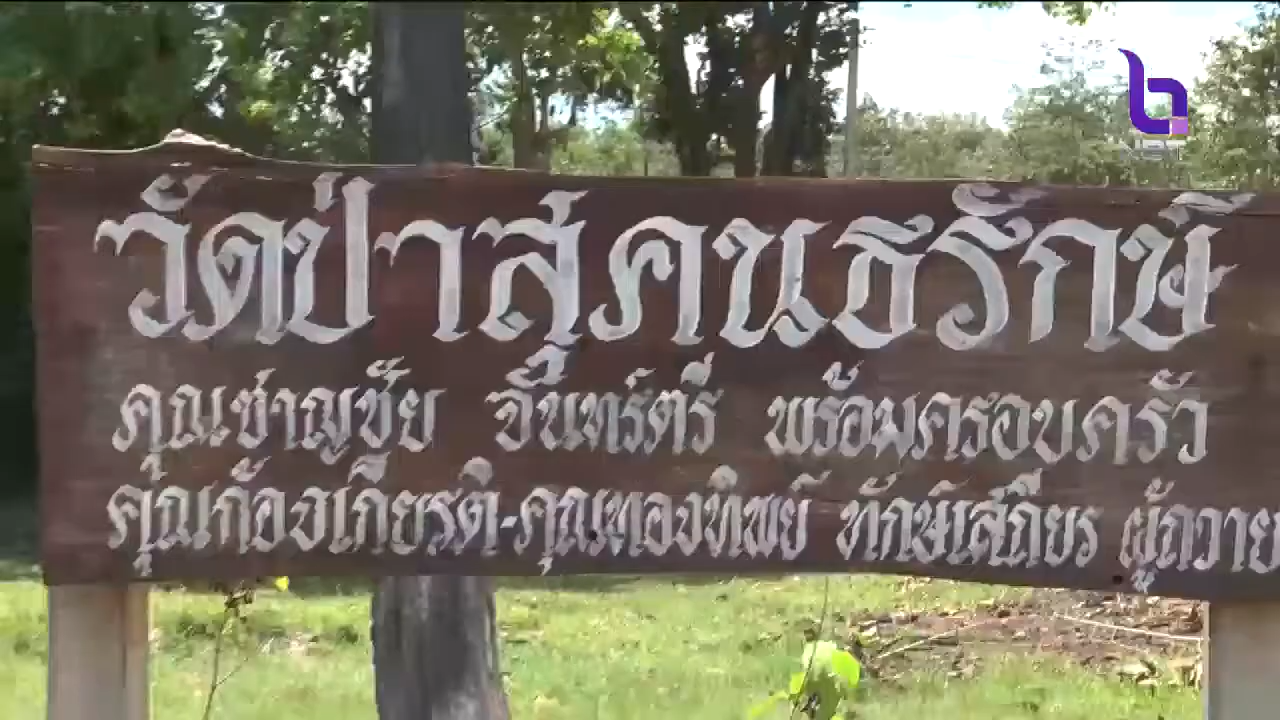 วัดป่าสุคนธรักษ์
คุณชาญชัย จันทร์ตรี พร้อมครอบครัว
คุณก้องเกียรติ-คุณทองทิพย์ ทักษ์เสถียร ผู้ถวาย